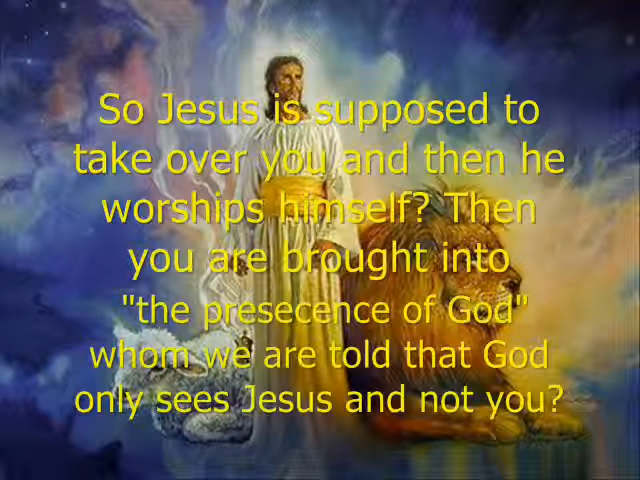 So Jesus is supposed to
take over you and then he
worships himself? Then
you are brought into
"the presecence of God"
whom we are told that God
only sees Jesus and not you?